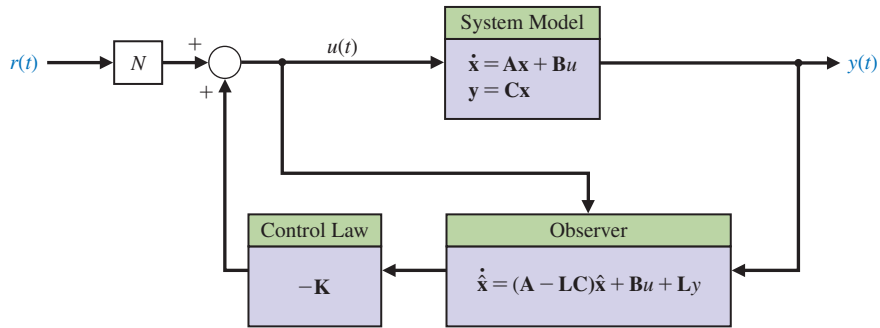 System Model
r(t)
N
+
+
u(t)
ẋ = Ax + Bu
y = Cx
y(t)
Control Law
−K
Observer
x̂̇ = (A − LC)x̂ + Bu + Ly